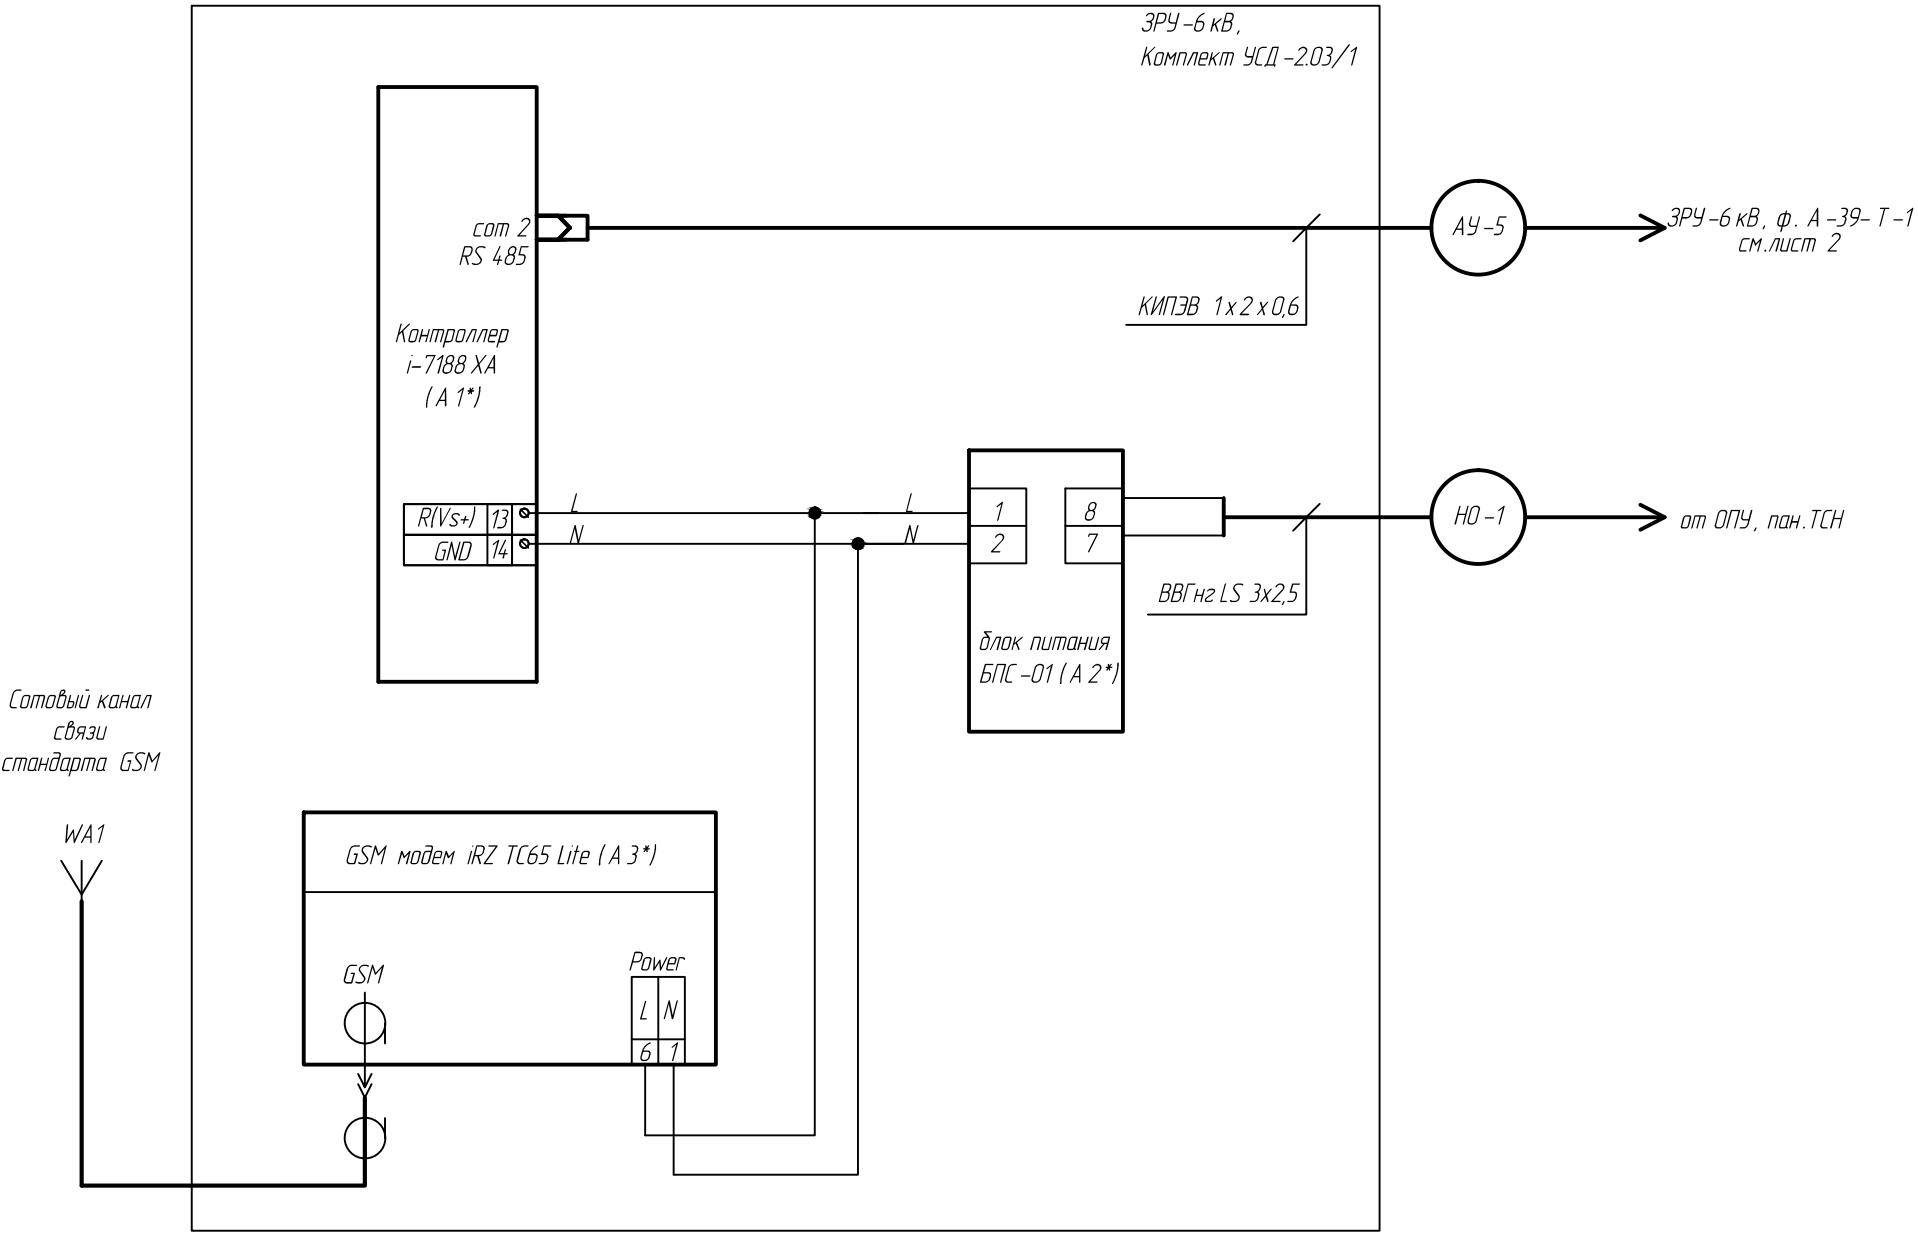 ЗРУ-6 кВ,
Комплект УСД-2.03/1
com 2
RS 485
АУ-5
ЗРУ-6 кВ, ф. А-39-Т-1
см.лист 2
КИПЭВ 1x2x0,6
Контроллер
i-7188 XA
(A 1*)
R(Vs+) 13
GND 14
L
N
L
N
1
2
8
7
НО-1
от ОПУ, пан.ТСН
ВВГнг LS 3x2,5
блок питания
БПС-01 (A 2*)
Сотовый канал
связи
стандарта GSM
WA1
GSM модем iRZ TC65 Lite (A 3*)
GSM
Power
L N
6 1